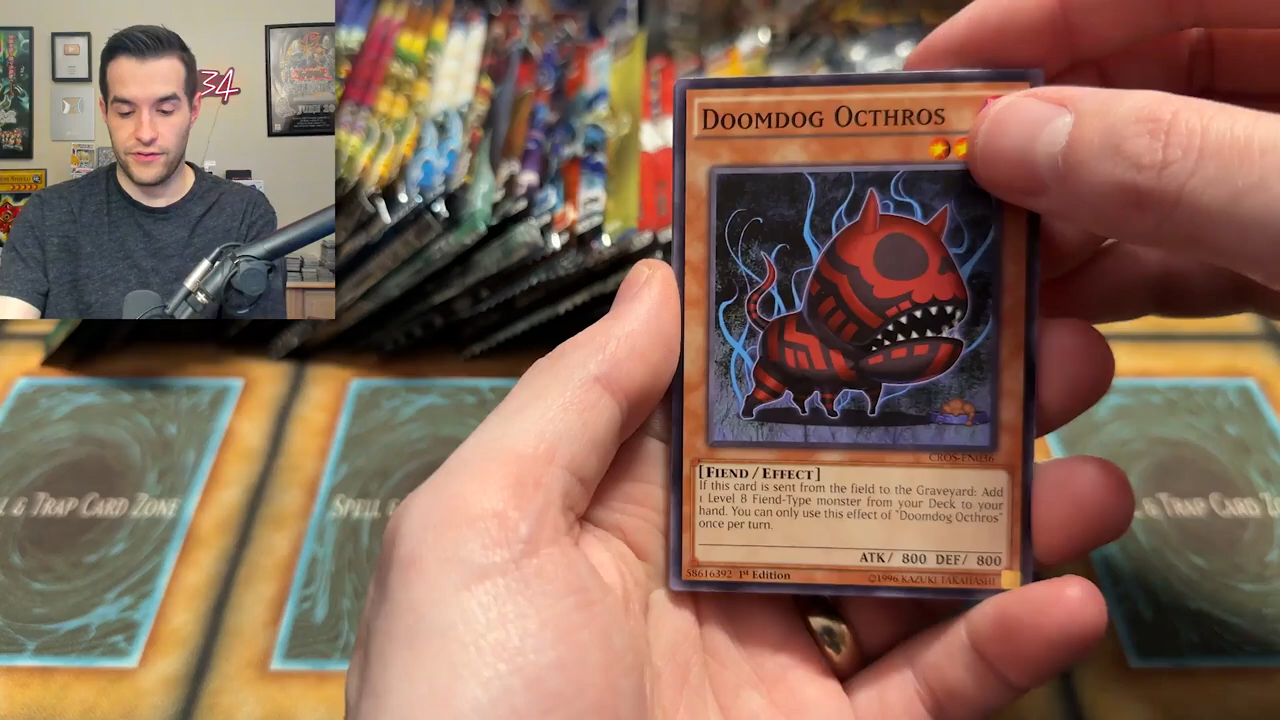 34
JUNE 20
DOOMDOG OCTHROS
CROS-EN036
[FIEND / EFFECT]
If this card is sent from the field to the Graveyard: Add
1 Level 8 Fiend-Type monster from your Deck to your
hand. You can only use this effect of "Doomdog Octhros"
once per turn.
ATK/ 800 DEF/ 800
58616392 1st Edition
©1996 KAZUKI TAKAHASHI
L & TRAP CARD ZONE
SPELL &
& TRAP CARD Z